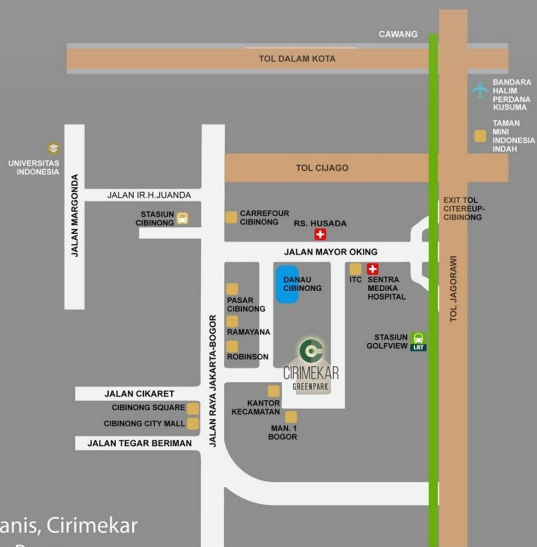 CAWANG
TOL DALAM KOTA
BANDARA
HALIM
PERDANA
KUSUMA
TAMAN
MINI
INDONESIA
INDAH
UNIVERSITAS
INDONESIA
TOL CIJAGO
JALAN MARGONDA
JALAN IR.H.JUANDA
EXIT TOL
CITEREUP-
CIBINONG
STASIUN
CIBINONG
CARREFOUR
CIBINONG
RS. HUSADA
JALAN MAYOR OKING
TOL JAGORAWI
DANAU
CIBINONG
ITC
SENTRA
MEDIKA
HOSPITAL
PASAR
CIBINONG
RAMAYANA
ROBINSON
JALAN RAYA JAKARTA-BOGOR
STASIUN
GOLFVIEW
LRT
CIRIMEKAR
GREENPARK
JALAN CIKARET
KANTOR
KECAMATAN
CIBINONG SQUARE
CIBINONG CITY MALL
MAN. 1
BOGOR
JALAN TEGAR BERIMAN
anis, Cirimekar